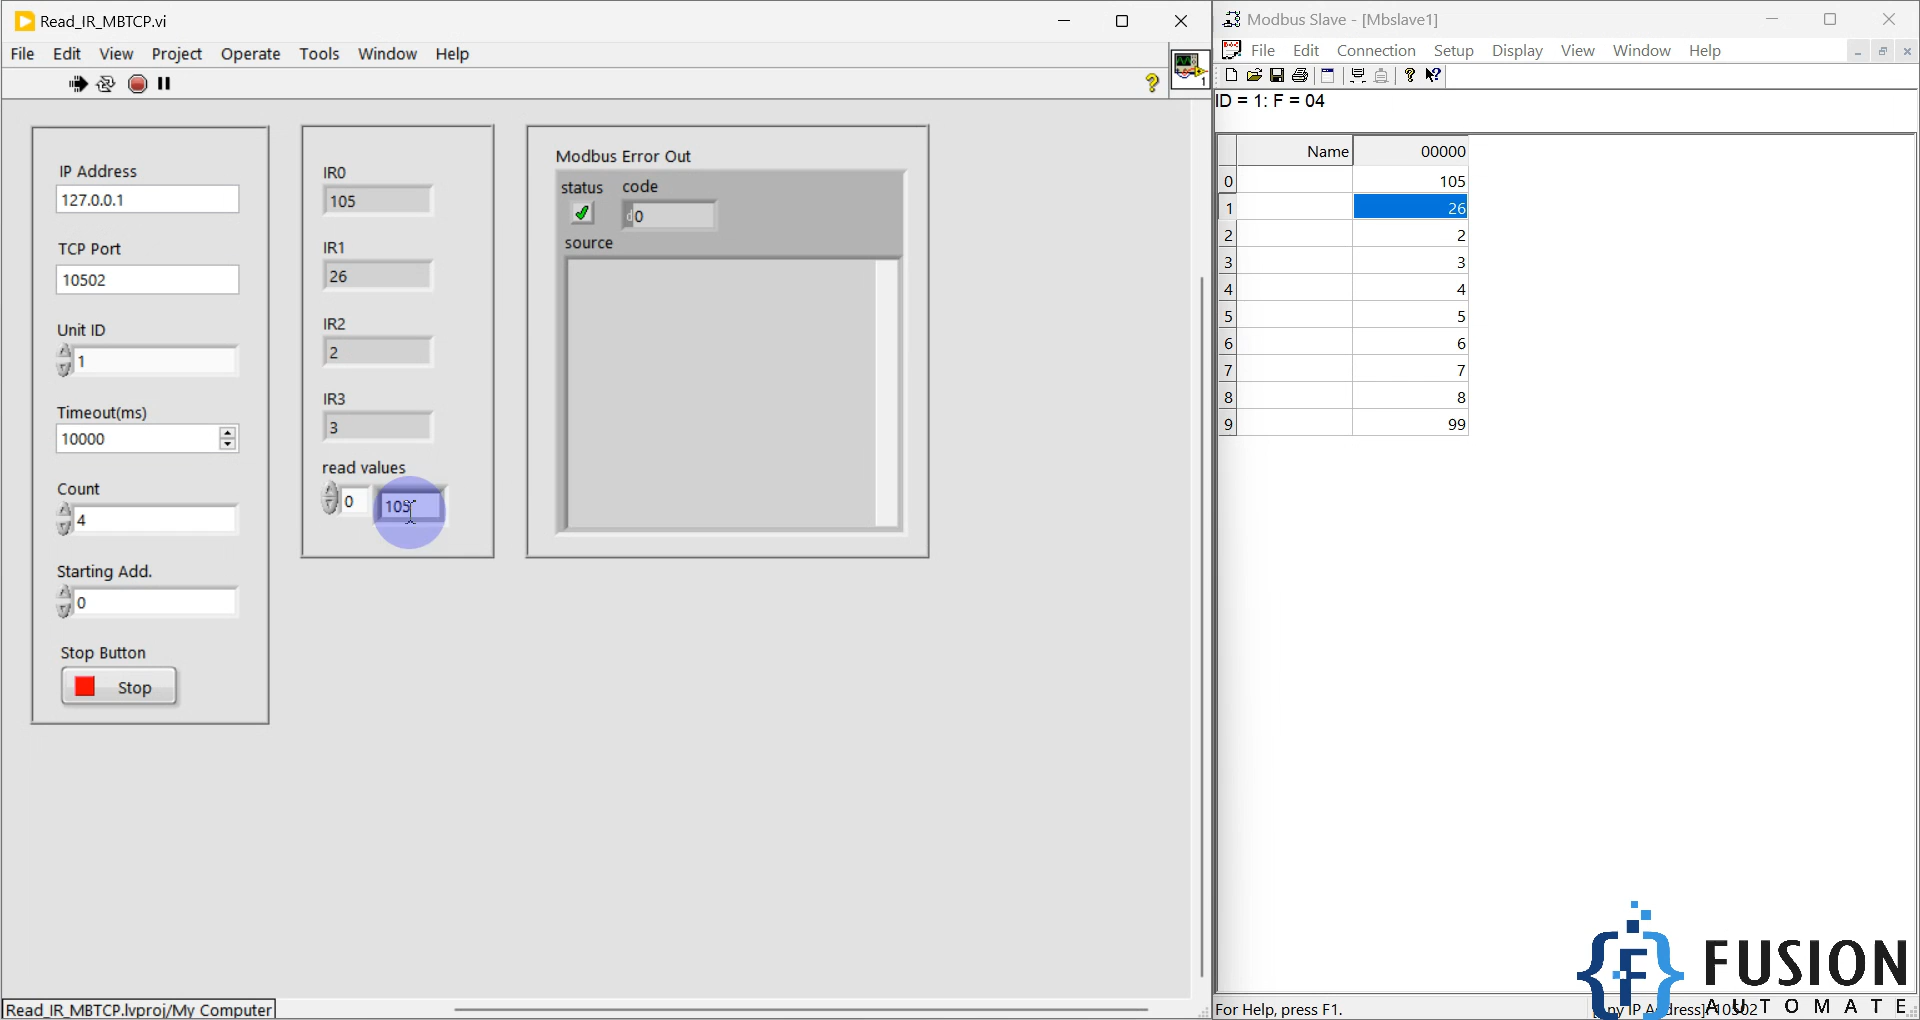 Read_IR_MBTCP.vi
File Edit View Project Operate Tools Window Help
1
IP Address
127.0.0.1
TCP Port
10502
Unit ID
1
Timeout(ms)
10000
Count
4
Starting Add.
0
Stop Button
Stop
IR0
105
IR1
26
IR2
2
IR3
3
read values
0 105
Modbus Error Out
status code
d 0
source
Read_IR_MBTCP.lvproj/My Computer
Modbus Slave - [Mbslave1]
File Edit Connection Setup Display View Window Help
ID = 1: F = 04
Name 00000
0 105
1 26
2 2
3 3
4 4
5 5
6 6
7 7
8 8
9 99
For Help, press F1.
10502
FUSION
AUTOMATE